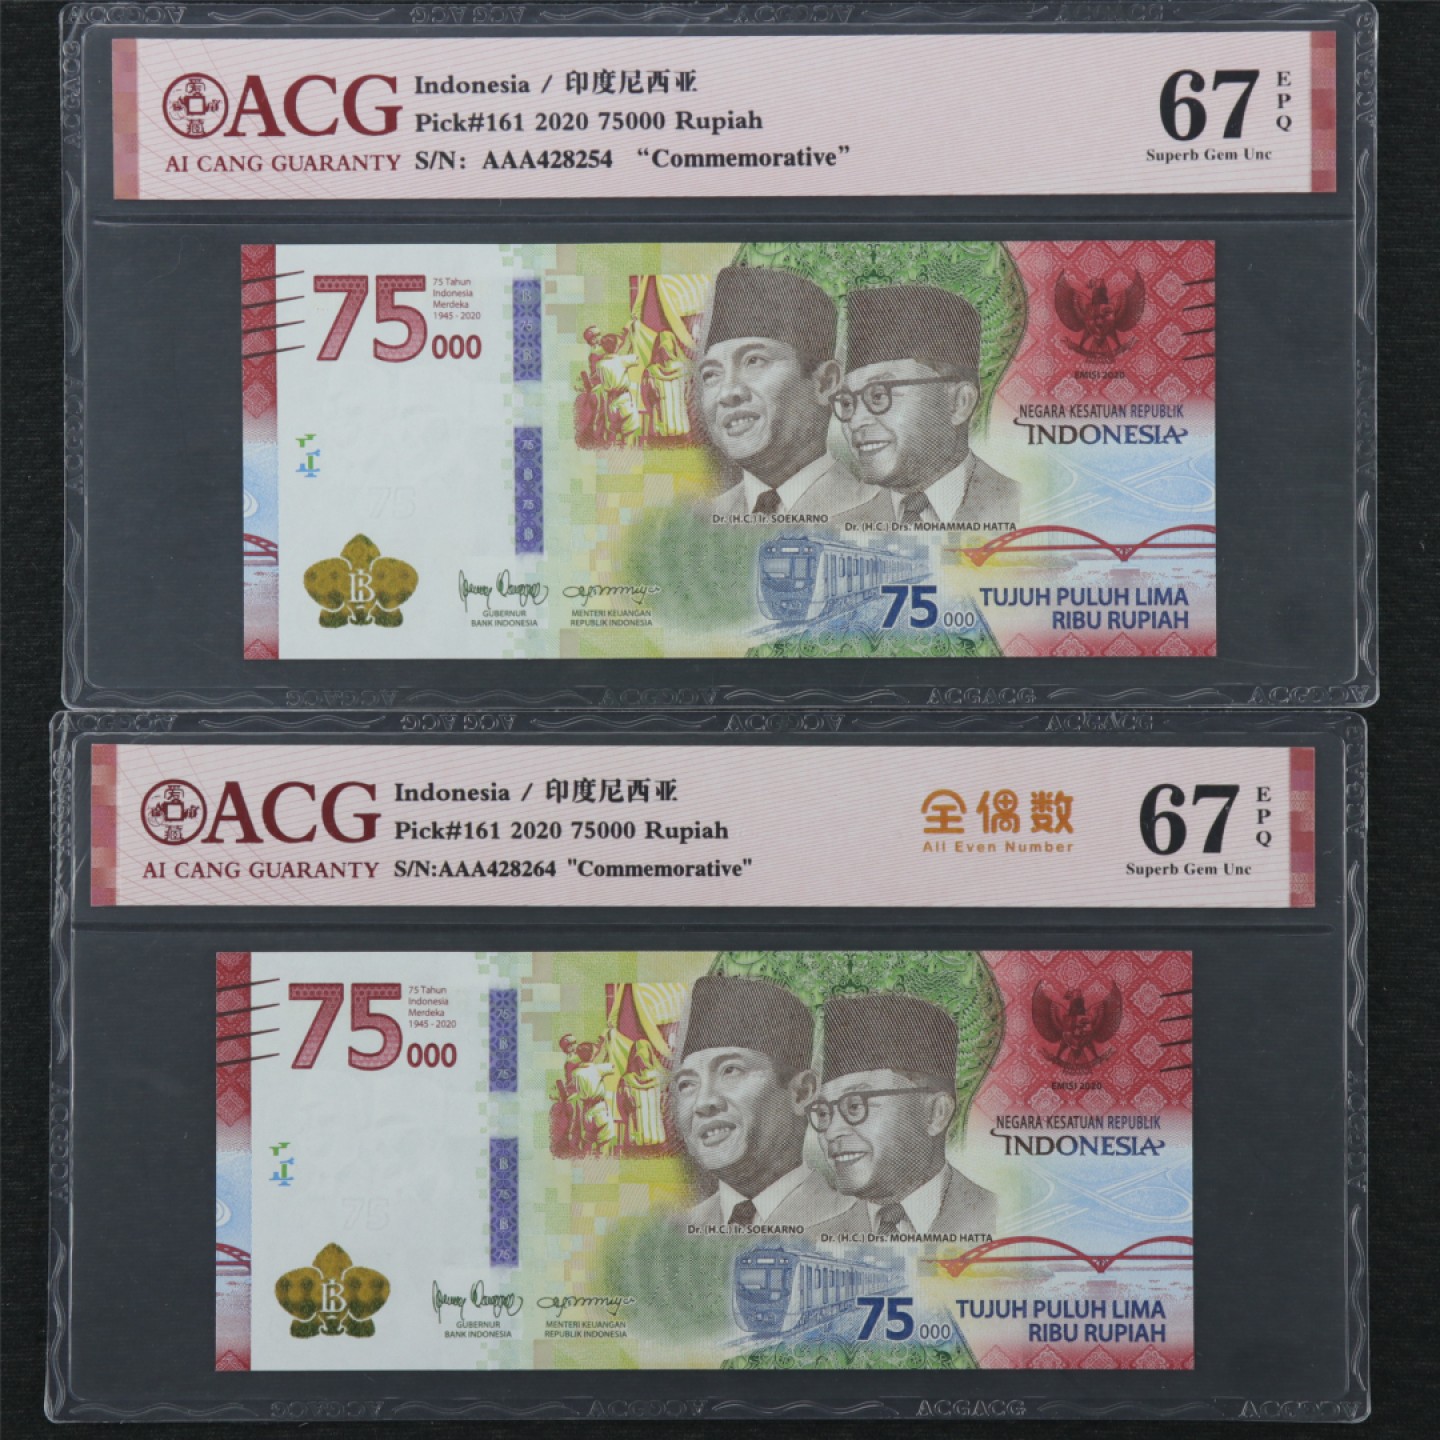 ACG
AI CANG GUARANTY
Indonesia / 印度尼西亚
Pick#161 2020 75000 Rupiah
S/N: AAA428254 “Commemorative”
67
EPQ
Superb Gem Unc
75000
75 Tahun
Indonesia
Merdeka
1945 - 2020
EMISI 2020
NEGARA KESATUAN REPUBLIK
INDONESIA
Dr. (H.C.) Ir. SOEKARNO
Dr. (H.C.) Drs. MOHAMMAD HATTA
GUBERNUR
BANK INDONESIA
MENTERI KEUANGAN
REPUBLIK INDONESIA
75000
TUJUH PULUH LIMA
RIBU RUPIAH
ACGACG
ACG
AI CANG GUARANTY
Indonesia / 印度尼西亚
Pick#161 2020 75000 Rupiah
S/N:AAA428264 "Commemorative"
全偶数
All Even Number
67
EPQ
Superb Gem Unc
75000
75 Tahun
Indonesia
Merdeka
1945 - 2020
EMISI 2020
NEGARA KESATUAN REPUBLIK
INDONESIA
Dr. (H.C.) Ir. SOEKARNO
Dr. (H.C.) Drs. MOHAMMAD HATTA
GUBERNUR
BANK INDONESIA
MENTERI KEUANGAN
REPUBLIK INDONESIA
75000
TUJUH PULUH LIMA
RIBU RUPIAH
ACGACG